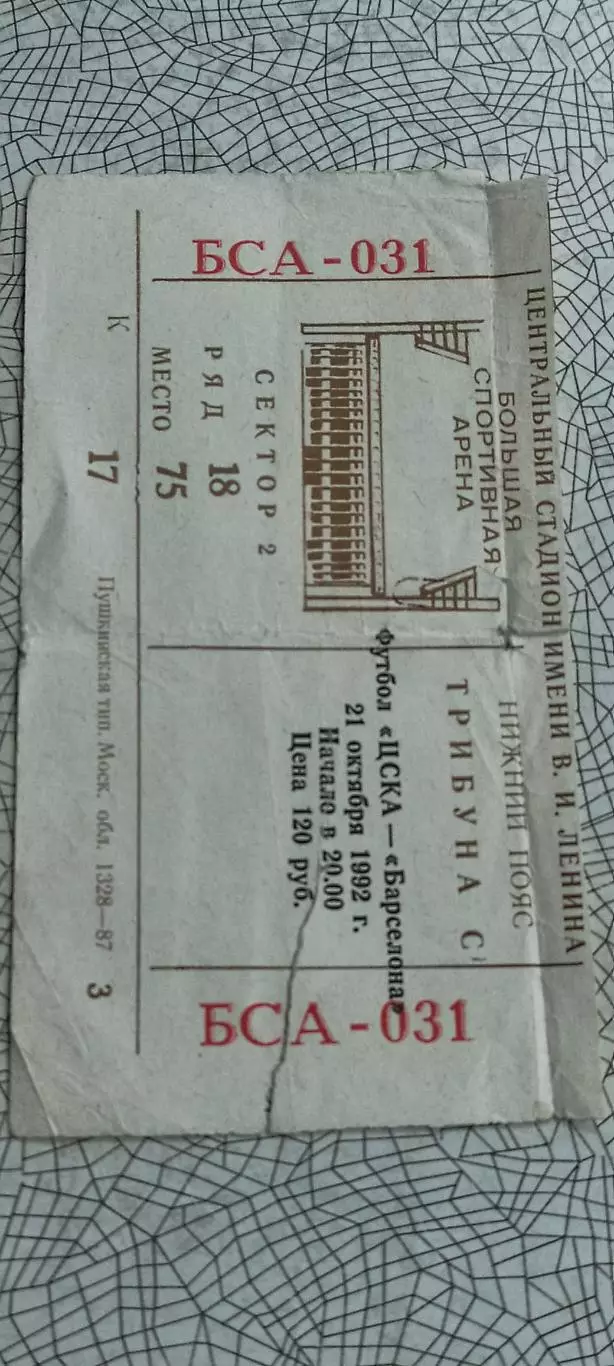 ЦЕНТРАЛЬНЫЙ СТАДИОН ИМЕНИ В. И. ЛЕНИНА
БОЛЬШАЯ
СПОРТИВНАЯ
АРЕНА
НИЖНИЙ ПОЯС
ТРИБУНА С
Футбол «ЦСКА — «Барселона»
21 октября 1992 г.
Начало в 20.00
Цена 120 руб.
СЕКТОР 2
РЯД 18
МЕСТО 75
БСА - 031
БСА - 031
К 17 Пушкинская тип. Моск. обл. 1328—87 3